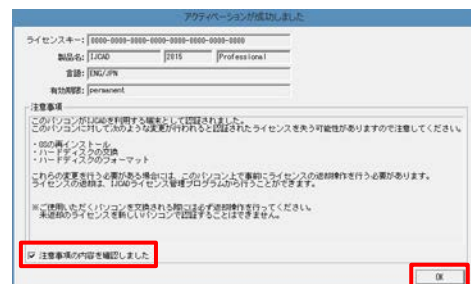 アクティベーションが成功しました
ライセンスキー: 0000-0000-0000-0000-0000-0000-0000
製品名: IJCAD 2015 Professional
言語: ENG/JPN
有効期限: permanent
注意事項
このパソコンがIJCADを利用する端末として認証されました。
このパソコンに対して次のような変更が行われると認証されたライセンスを失う可能性がありますので注意してください。
・OSの再インストール
・ハードディスクの交換
・ハードディスクのフォーマット
これらの変更を行う必要がある場合には、このパソコン上で事前にライセンスの返却操作を行う必要があります。
ライセンスの返却は、IJCADライセンス管理プログラムから行うことができます。
※ご使用いただくパソコンを交換される際には必ず返却操作を行ってください。
未返却のライセンスを新しいパソコンで認証することはできません。
注意事項の内容を確認しました
OK